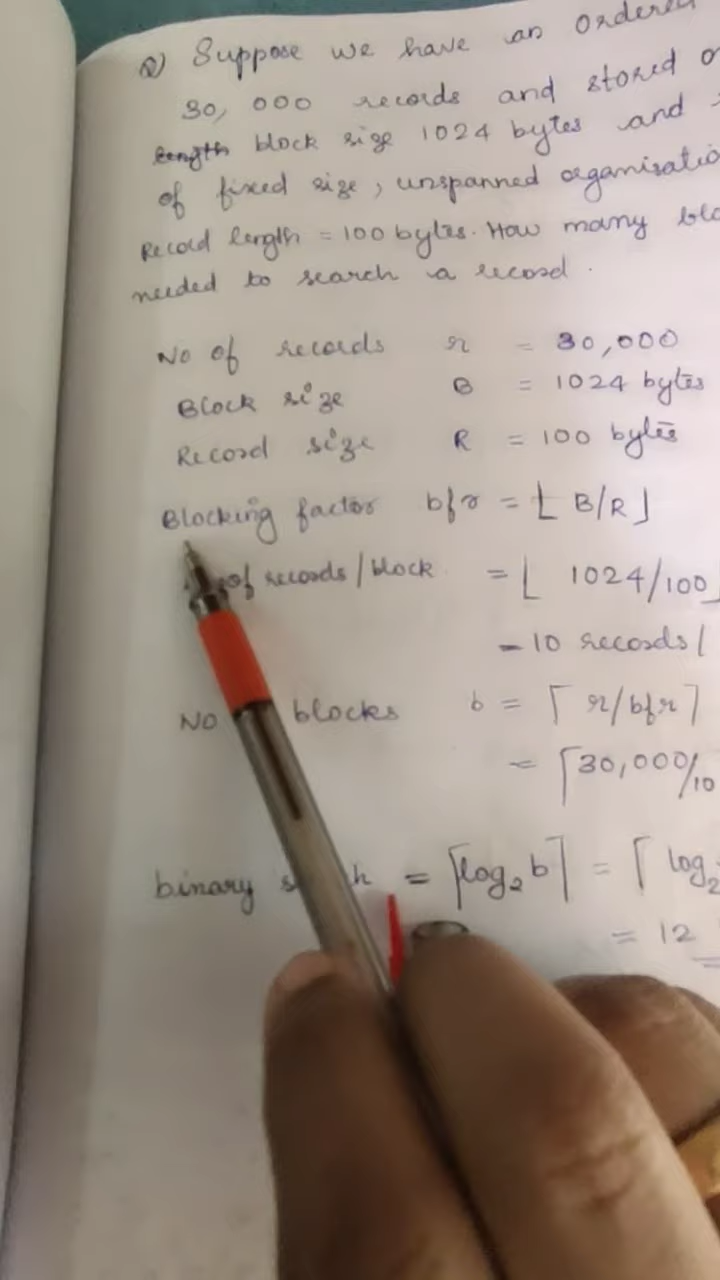 Q) Suppose we have an ordered
30,000 records and stored
length block size 1024 bytes and
of fixed size, unspanned
Record length = 100 bytes. How many
needed to search a record.
No of records r = 30,000
Block size B = 1024 bytes
Record size R = 100 bytes
Blocking factor bfr = ⌊ B/R ⌋
of records/block = ⌊ 1024/100 ⌋
= 10 records/
No blocks b = ⌈ r/bfr ⌉
= ⌈30,000/10
binary = ⌈log₂ b⌉ = ⌈ log₂
= 12